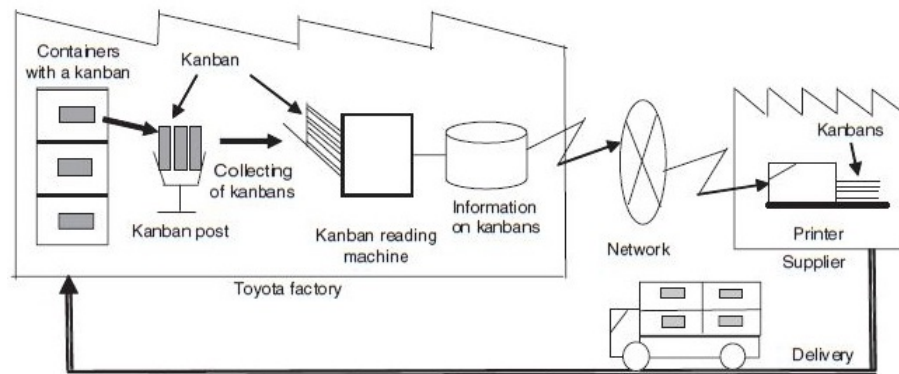 Containers
with a kanban
Kanban
Collecting
of kanbans
Kanban post
Kanban reading
machine
Information
on kanbans
Toyota factory
Network
Kanbans
Printer
Supplier
Delivery